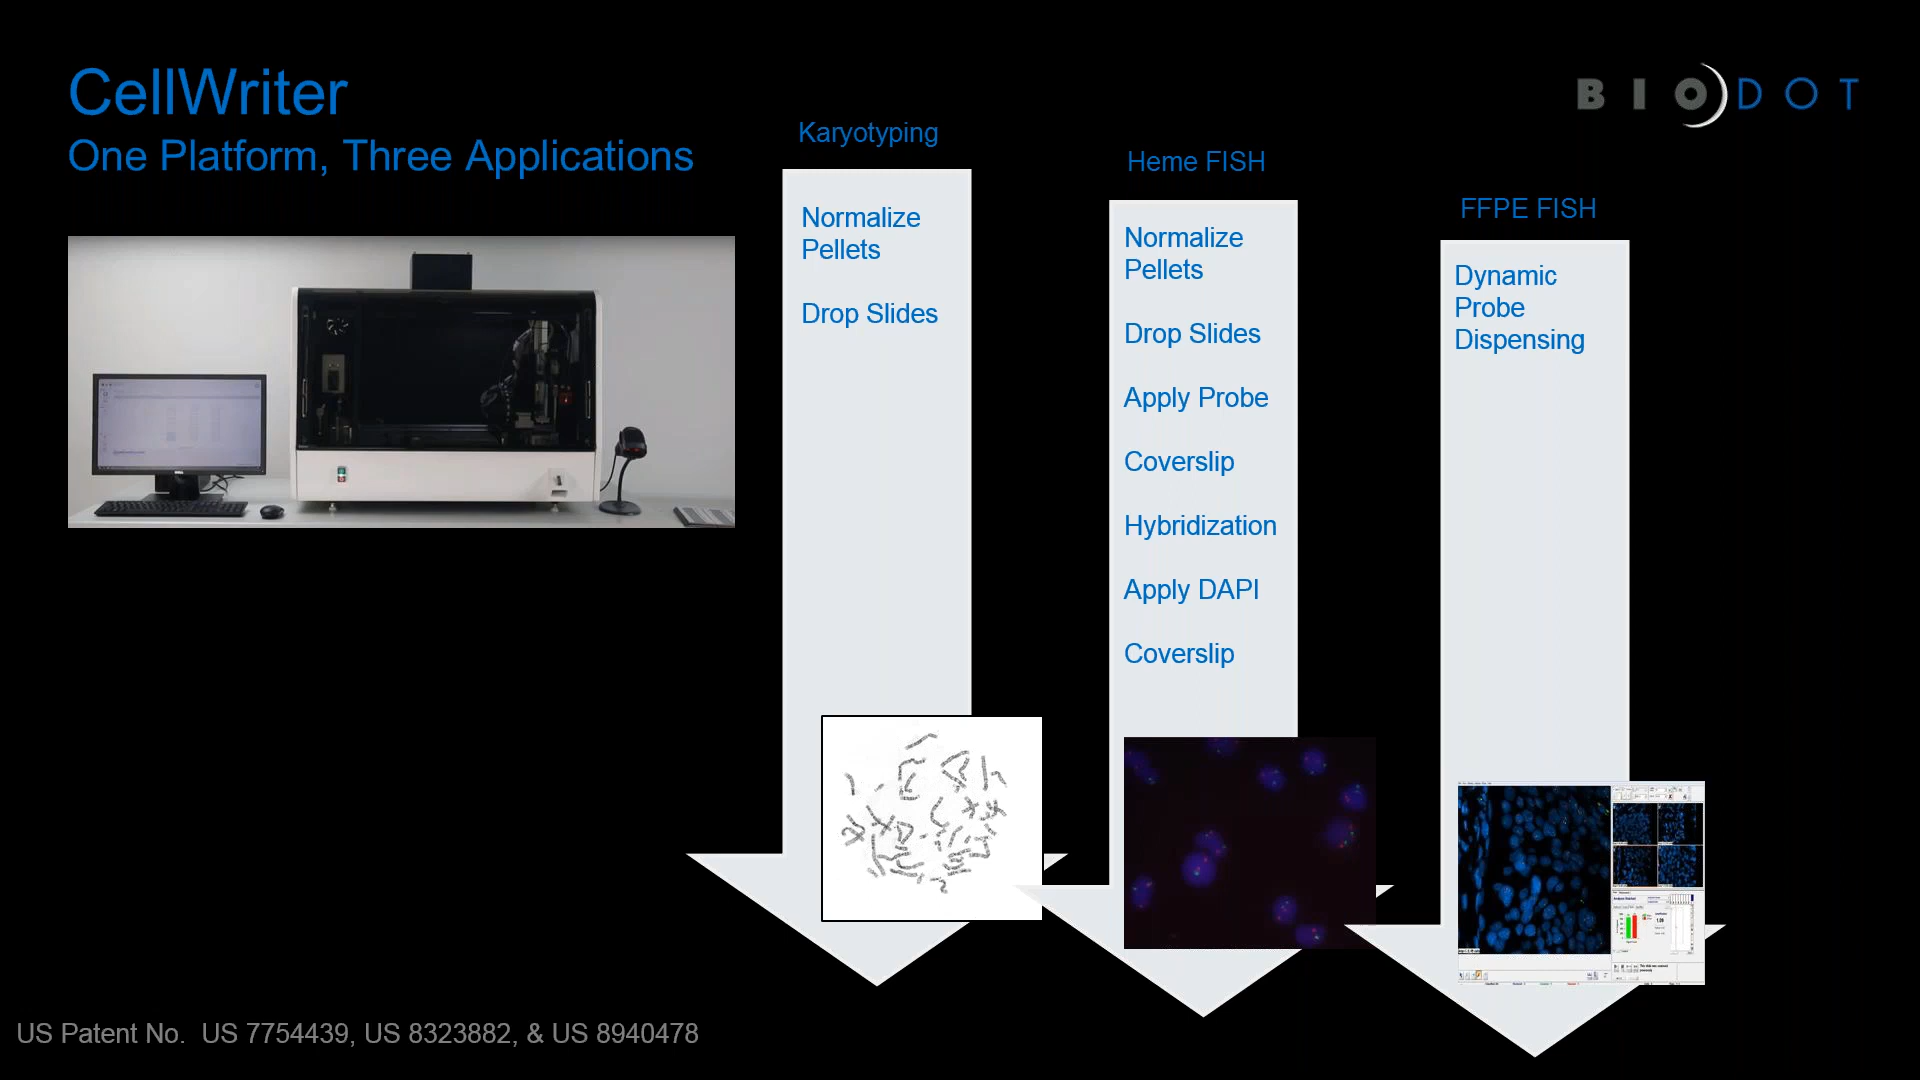 CellWriter
One Platform, Three Applications
BIODOT
Karyotyping
Normalize
Pellets
Drop Slides
Heme FISH
Normalize
Pellets
Drop Slides
Apply Probe
Coverslip
Hybridization
Apply DAPI
Coverslip
FFPE FISH
Dynamic
Probe
Dispensing
US Patent No.  US 7754439, US 8323882, & US 8940478